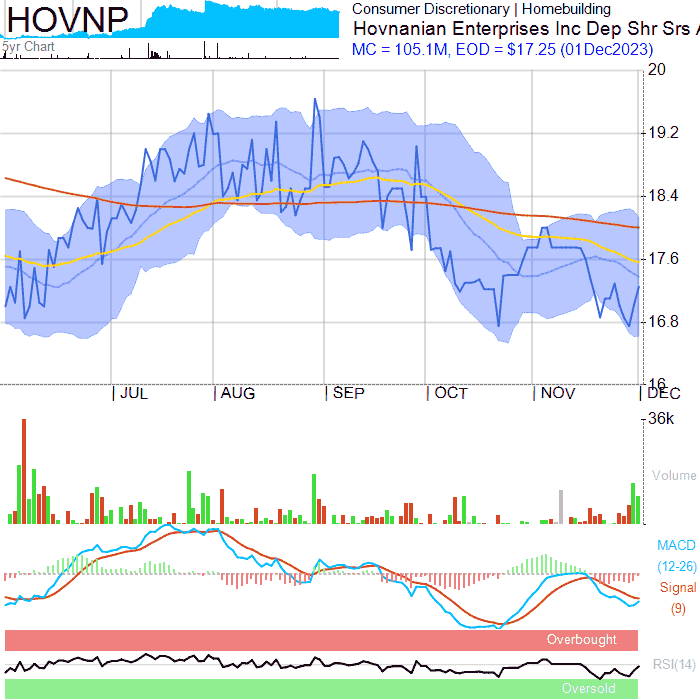 HOVNP
5yr Chart
Consumer Discretionary | Homebuilding
Hovnanian Enterprises Inc Dep Shr Srs A
MC = 105.1M, EOD = $17.25 (01Dec2023)
20
19.2
18.4
17.6
16.8
16
JUL AUG SEP OCT NOV DEC
36k
Volume
MACD
(12-26)
Signal
(9)
Overbought
RSI(14)
Oversold